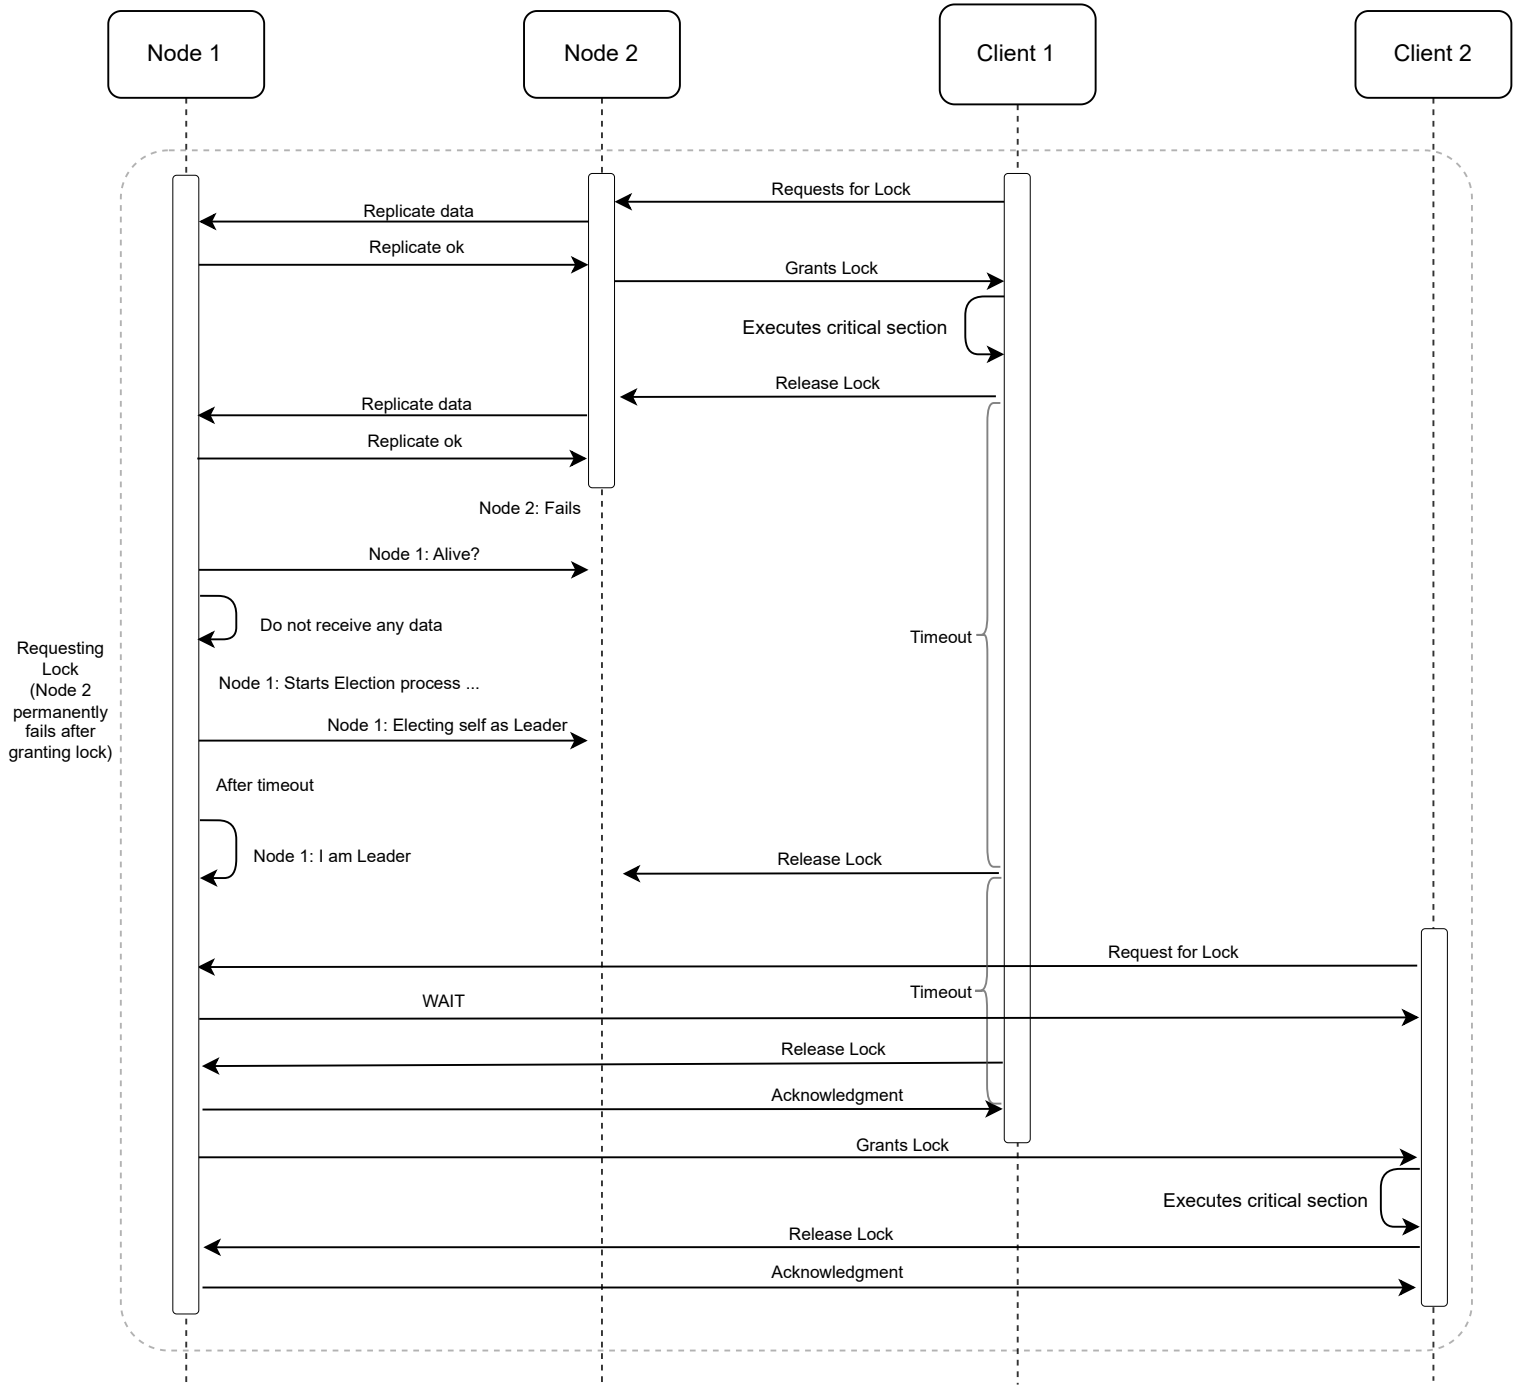 Node 1
Node 2
Client 1
Client 2
Requests for Lock
Replicate data
Replicate ok
Grants Lock
Executes critical section
Release Lock
Replicate data
Replicate ok
Node 2: Fails
Node 1: Alive?
Do not receive any data
Timeout
Requesting
Lock
(Node 2
permanently
fails after
granting lock)
Node 1: Starts Election process ...
Node 1: Electing self as Leader
After timeout
Node 1: I am Leader
Release Lock
Request for Lock
Timeout
WAIT
Release Lock
Acknowledgment
Grants Lock
Executes critical section
Release Lock
Acknowledgment